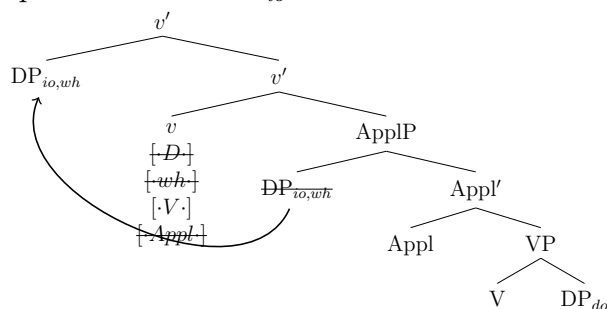 v′
DP_io,wh v′
v ApplP
[·D·]
[·wh·] DP_io,wh Appl′
[·V·]
[·Appl·] Appl VP
V DP_do